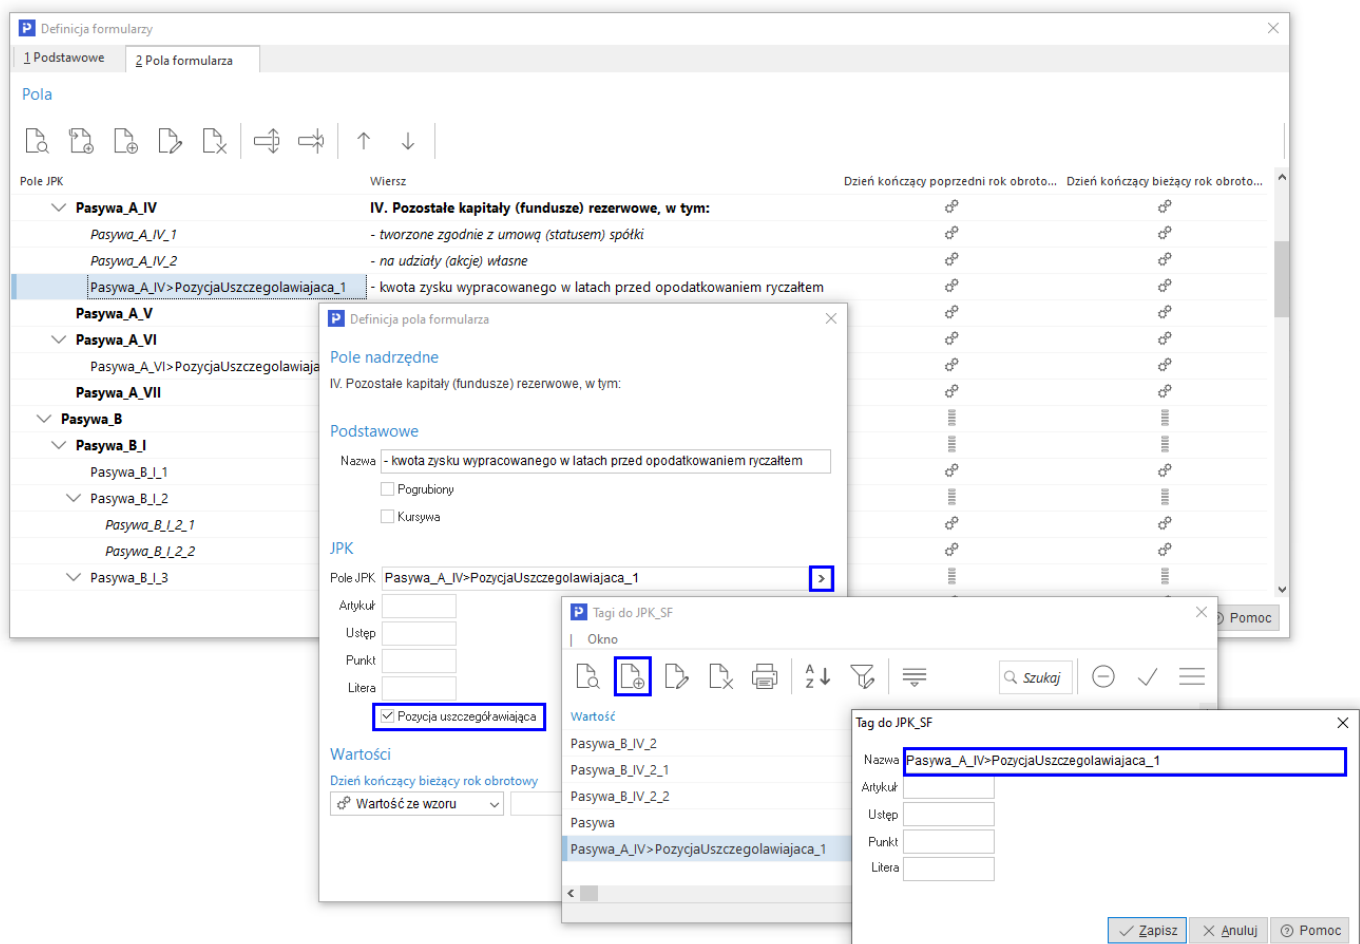 Definicja formularzy
1 Podstawowe
2 Pola formularza
Pola
Pole JPK
Wiersz
Dzień kończący poprzedni rok obroto...
Dzień kończący bieżący rok obroto...
Pasywa_A_IV
IV. Pozostałe kapitały (fundusze) rezerwowe, w tym:
Pasywa_A_IV_1
- tworzone zgodnie z umową (statusem) spółki
Pasywa_A_IV_2
- na udziały (akcje) własne
Pasywa_A_IV>PozycjaUszczegolawiajaca_1
- kwota zysku wypracowanego w latach przed opodatkowaniem ryczałtem
Pasywa_A_V
Pasywa_A_VI
Pasywa_A_VI>PozycjaUszczegolawiaja
Pasywa_A_VII
Pasywa_B
Pasywa_B_I
Pasywa_B_I_1
Pasywa_B_I_2
Pasywa_B_I_2_1
Pasywa_B_I_2_2
Pasywa_B_I_3
Pomoc
Definicja pola formularza
Pole nadrzędne
IV. Pozostałe kapitały (fundusze) rezerwowe, w tym:
Podstawowe
Nazwa - kwota zysku wypracowanego w latach przed opodatkowaniem ryczałtem
Pogrubiony
Kursywa
JPK
Pole JPK Pasywa_A_IV>PozycjaUszczegolawiajaca_1
Artykuł
Ustęp
Punkt
Litera
Pozycja uszczegóławiająca
Wartości
Dzień kończący bieżący rok obrotowy
Wartość ze wzoru
Tagi do JPK_SF
Okno
Szukaj
Wartość
Pasywa_B_IV_2
Pasywa_B_IV_2_1
Pasywa_B_IV_2_2
Pasywa
Pasywa_A_IV>PozycjaUszczegolawiajaca_1
Tag do JPK_SF
Nazwa Pasywa_A_IV>PozycjaUszczegolawiajaca_1
Artykuł
Ustęp
Punkt
Litera
Zapisz
Anuluj
Pomoc